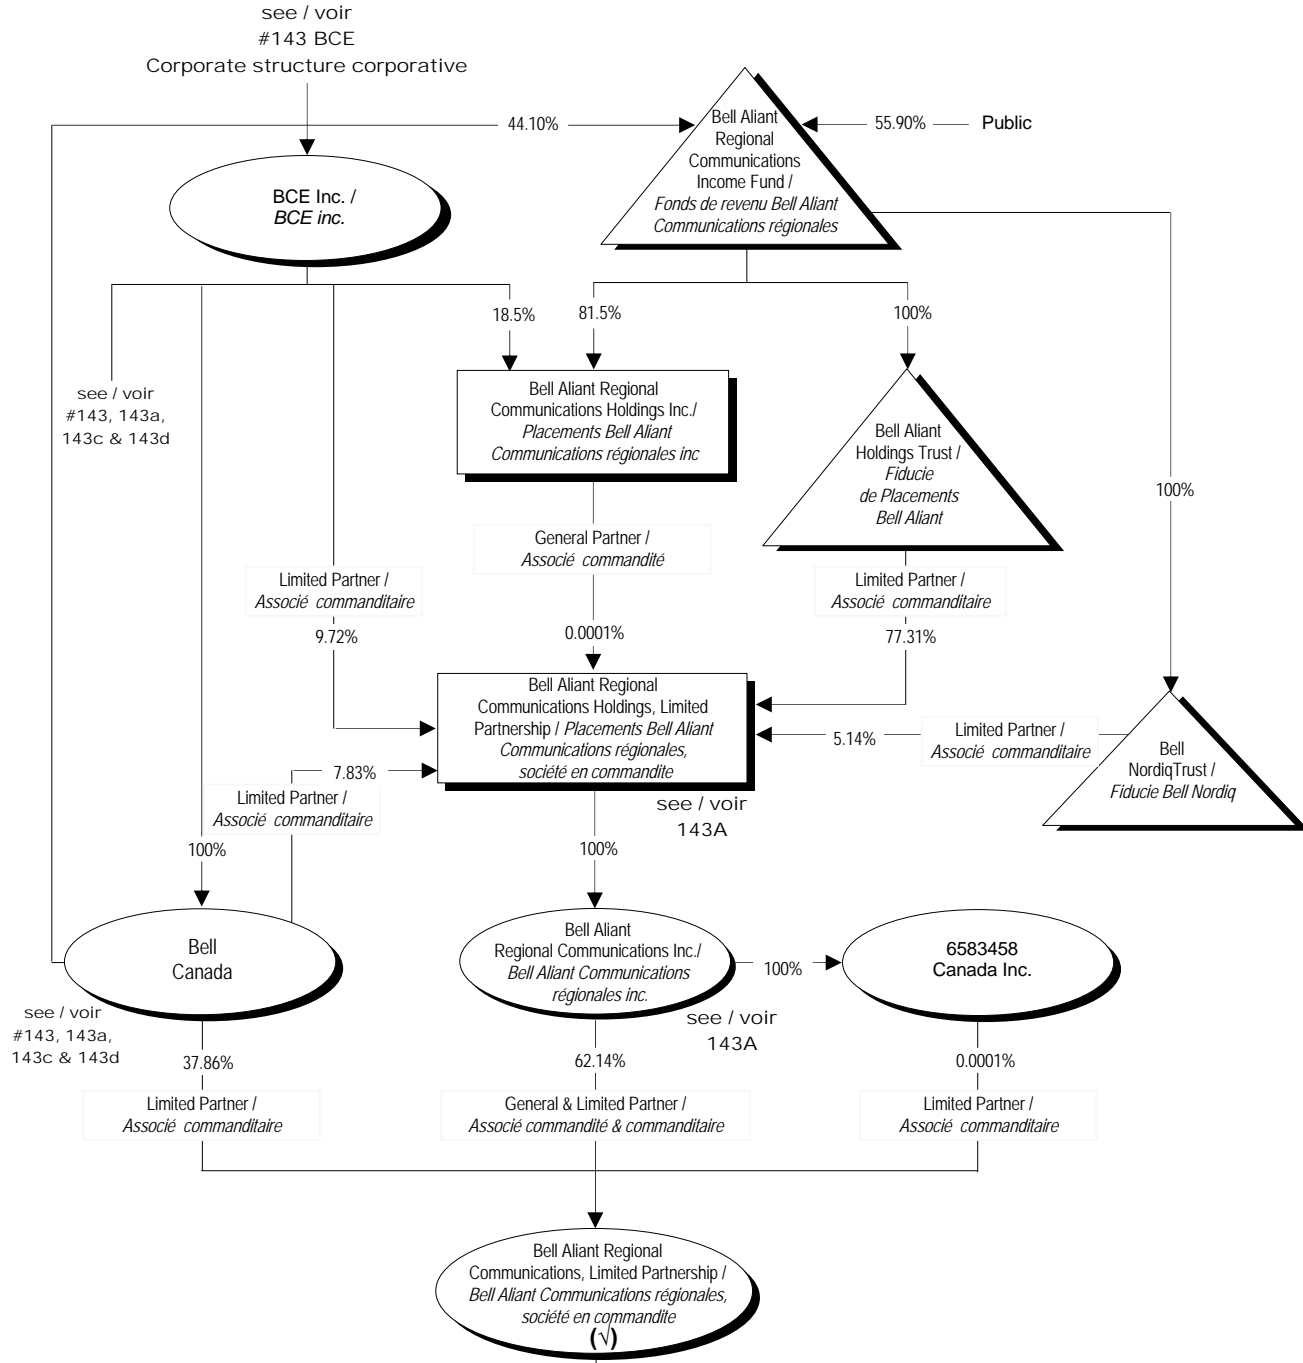 see / voir
#143 BCE
Corporate structure corporative
44.10%
Bell Aliant
Regional
Communications
Income Fund /
Fonds de revenu Bell Aliant
Communications régionales
55.90%
Public
BCE Inc. /
BCE inc.
18.5%
81.5%
100%
see / voir
#143, 143a,
143c & 143d
Bell Aliant Regional
Communications Holdings Inc./
Placements Bell Aliant
Communications régionales inc
Bell Aliant
Holdings Trust /
Fiducie
de Placements
Bell Aliant
100%
General Partner /
Associé commandité
Limited Partner /
Associé commanditaire
9.72%
0.0001%
Limited Partner /
Associé commanditaire
77.31%
Bell Aliant Regional
Communications Holdings, Limited
Partnership / Placements Bell Aliant
Communications régionales,
société en commandite
5.14%
Limited Partner /
Associé commanditaire
Bell
NordiqTrust /
Fiducie Bell Nordiq
7.83%
Limited Partner /
Associé commanditaire
see / voir
143A
100%
100%
Bell
Canada
Bell Aliant
Regional Communications Inc./
Bell Aliant Communications
régionales inc.
100%
6583458
Canada Inc.
see / voir
#143, 143a,
143c & 143d
see / voir
143A
37.86%
62.14%
0.0001%
Limited Partner /
Associé commanditaire
General & Limited Partner /
Associé commandité & commanditaire
Limited Partner /
Associé commanditaire
Bell Aliant Regional
Communications, Limited Partnership /
Bell Aliant Communications régionales,
société en commandite
(√)